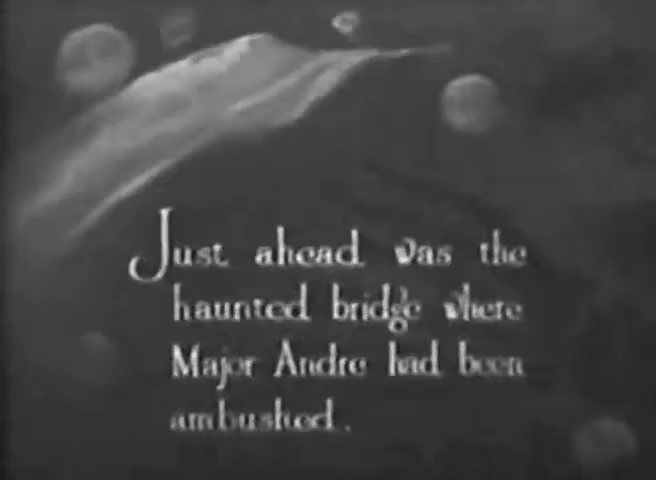 Just ahead was the
haunted bridge where
Major Andre had been
ambushed.